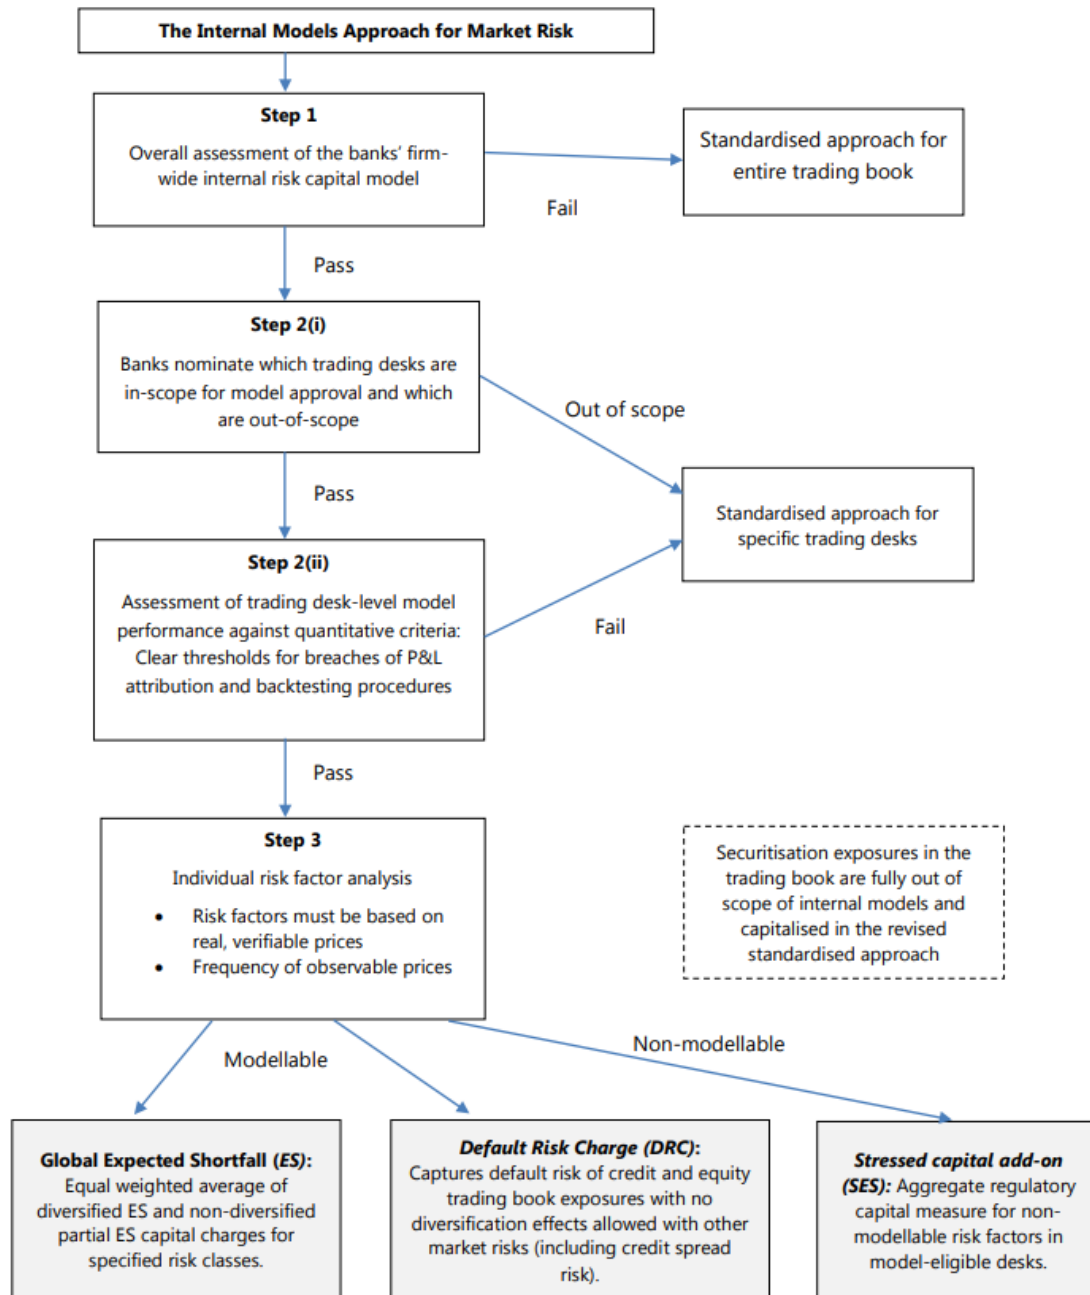 The Internal Models Approach for Market Risk
Step 1
Overall assessment of the banks' firm-
wide internal risk capital model
Standardised approach for
entire trading book
Fail
Pass
Step 2(i)
Banks nominate which trading desks are
in-scope for model approval and which
are out-of-scope
Out of scope
Pass
Standardised approach for
specific trading desks
Step 2(ii)
Assessment of trading desk-level model
performance against quantitative criteria:
Clear thresholds for breaches of P&L
attribution and backtesting procedures
Fail
Pass
Step 3
Individual risk factor analysis
• Risk factors must be based on
real, verifiable prices
• Frequency of observable prices
Securitisation exposures in the
trading book are fully out of
scope of internal models and
capitalised in the revised
standardised approach
Modellable
Non-modellable
Global Expected Shortfall (ES):
Equal weighted average of
diversified ES and non-diversified
partial ES capital charges for
specified risk classes.
Default Risk Charge (DRC):
Captures default risk of credit and equity
trading book exposures with no
diversification effects allowed with other
market risks (including credit spread
risk).
Stressed capital add-on
(SES): Aggregate regulatory
capital measure for non-
modellable risk factors in
model-eligible desks.